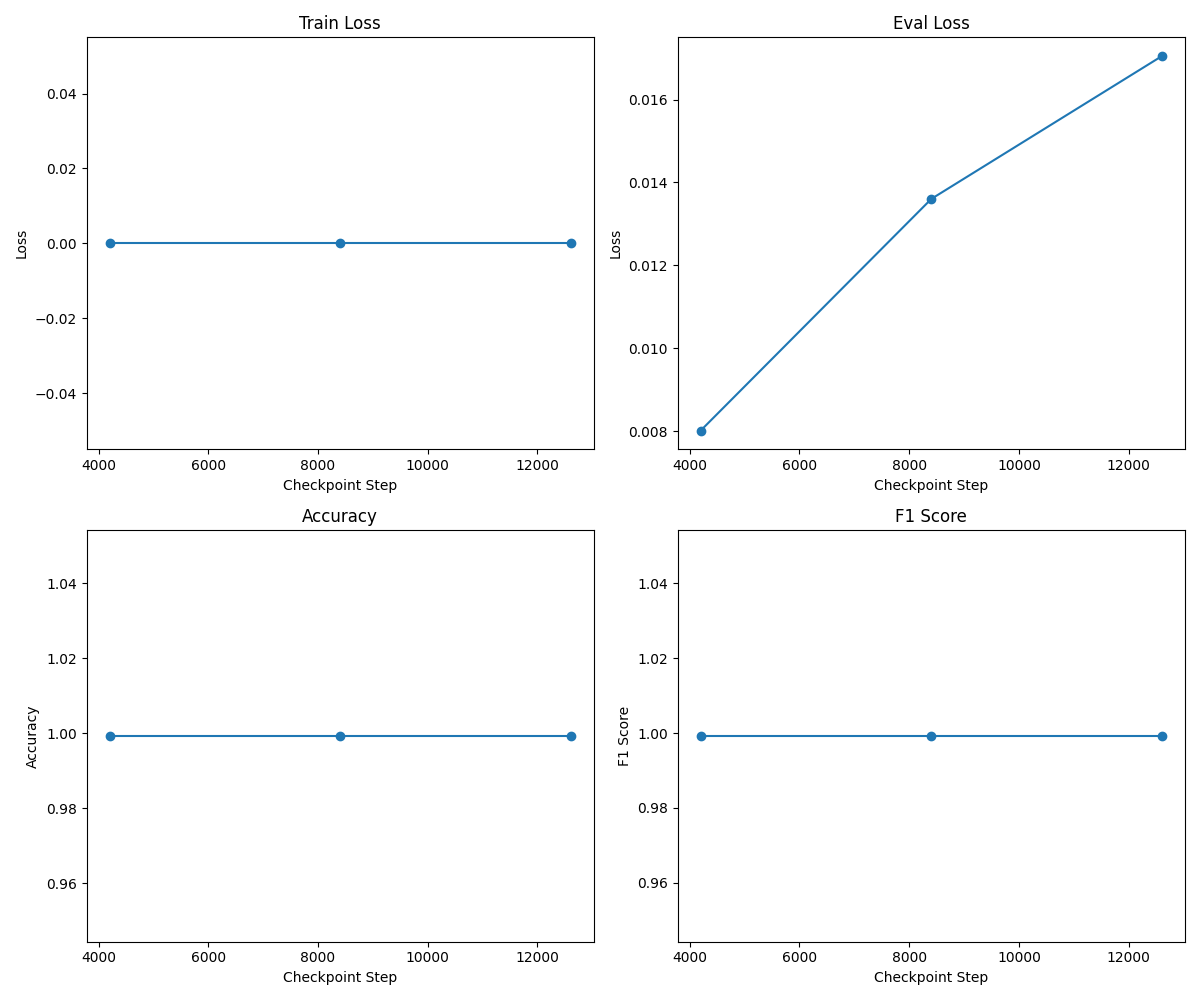 Train Loss
0.04
0.02
0.00
−0.02
−0.04
Loss
4000 6000 8000 10000 12000
Checkpoint Step
Eval Loss
0.016
0.014
0.012
0.010
0.008
Loss
4000 6000 8000 10000 12000
Checkpoint Step
Accuracy
1.04
1.02
1.00
0.98
0.96
Accuracy
4000 6000 8000 10000 12000
Checkpoint Step
F1 Score
1.04
1.02
1.00
0.98
0.96
F1 Score
4000 6000 8000 10000 12000
Checkpoint Step